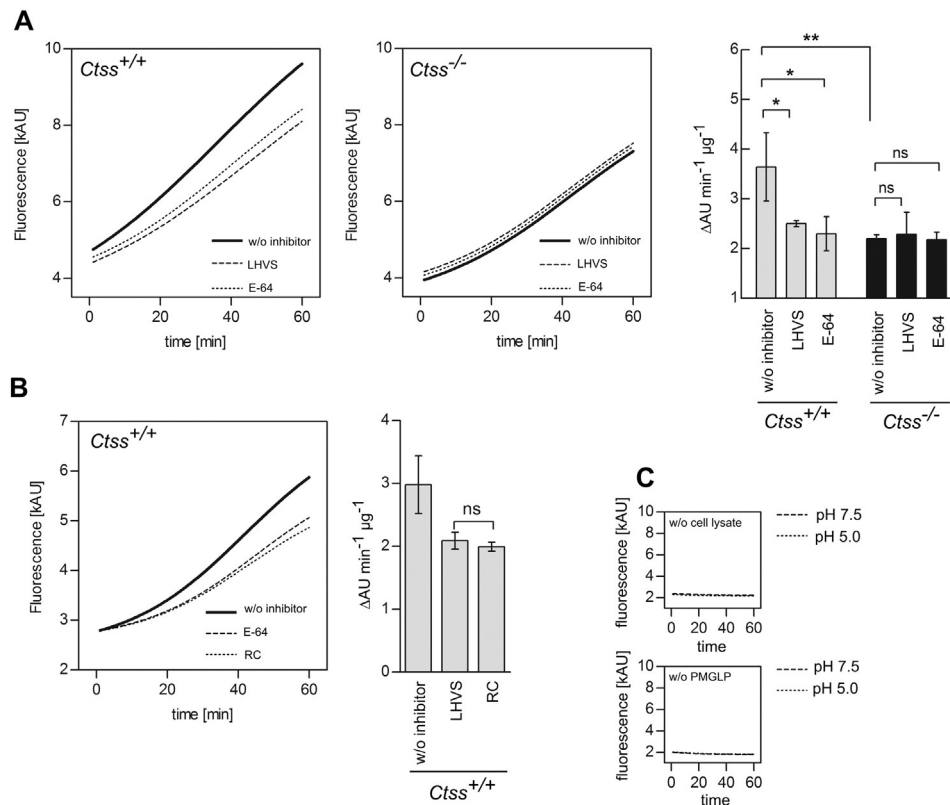 A
Ctss+/+
Fluorescence [kAU]
10
8
6
4
0 20 40 60
time [min]
w/o inhibitor
LHVS
E-64
Ctss-/-
Fluorescence [kAU]
10
8
6
4
0 20 40 60
time [min]
w/o inhibitor
LHVS
E-64
ΔAU min-1 µg-1
6
5
4
3
2
1
**
*
*
ns
ns
w/o inhibitor
LHVS
E-64
w/o inhibitor
LHVS
E-64
Ctss+/+
Ctss-/-
B
Ctss+/+
Fluorescence [kAU]
7
6
5
4
3
2
0 20 40 60
time [min]
w/o inhibitor
E-64
RC
ΔAU min-1 µg-1
4
3
2
1
0
ns
w/o inhibitor
LHVS
RC
Ctss+/+
C
w/o cell lysate
fluorescence [kAU]
10
8
6
4
2
0 20 40 60
time
pH 7.5
pH 5.0
w/o PMGLP
fluorescence [kAU]
10
8
6
4
2
0 20 40 60
time
pH 7.5
pH 5.0